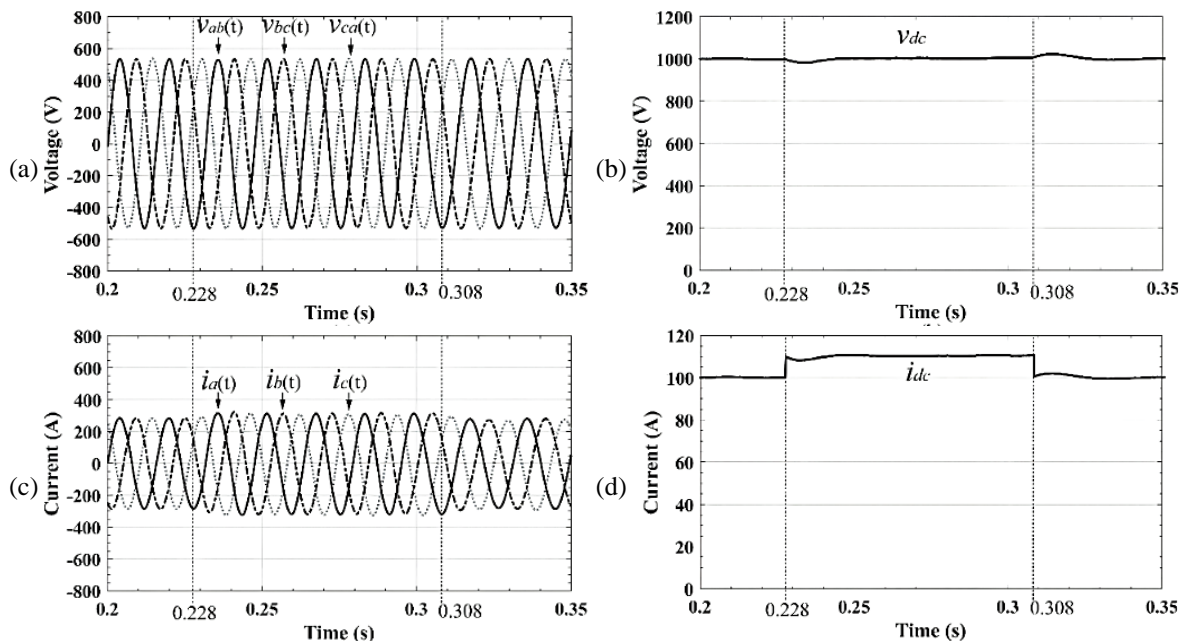 (a)
Voltage (V)
800
600
400
200
0
-200
-400
-600
-800
vab(t) vbc(t) vca(t)
0.2 0.228 0.25 0.3 0.308 0.35
Time (s)
(b)
Voltage (V)
1200
1000
800
600
400
200
0
vdc
0.2 0.228 0.25 0.3 0.308 0.35
Time (s)
(c)
Current (A)
800
600
400
200
0
-200
-400
-600
-800
ia(t) ib(t) ic(t)
0.2 0.228 0.25 0.3 0.308 0.35
Time (s)
(d)
Current (A)
120
100
80
60
40
20
0
idc
0.2 0.228 0.25 0.3 0.308 0.35
Time (s)